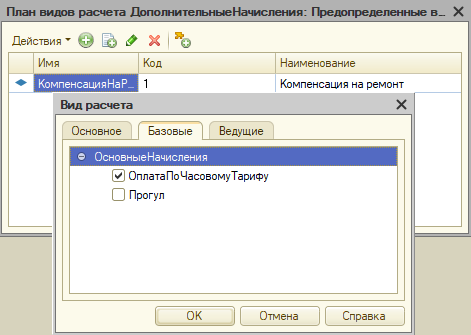 План видов расчета ДополнительныеНачисления: Предопределенные в...
Действия
Имя Код Наименование
КомпенсацияНаР... 1 Компенсация на ремонт
Вид расчета
Основное Базовые Ведущие
ОсновныеНачисления
ОплатаПоЧасовомуТарифу
Прогул
OK Отмена Справка